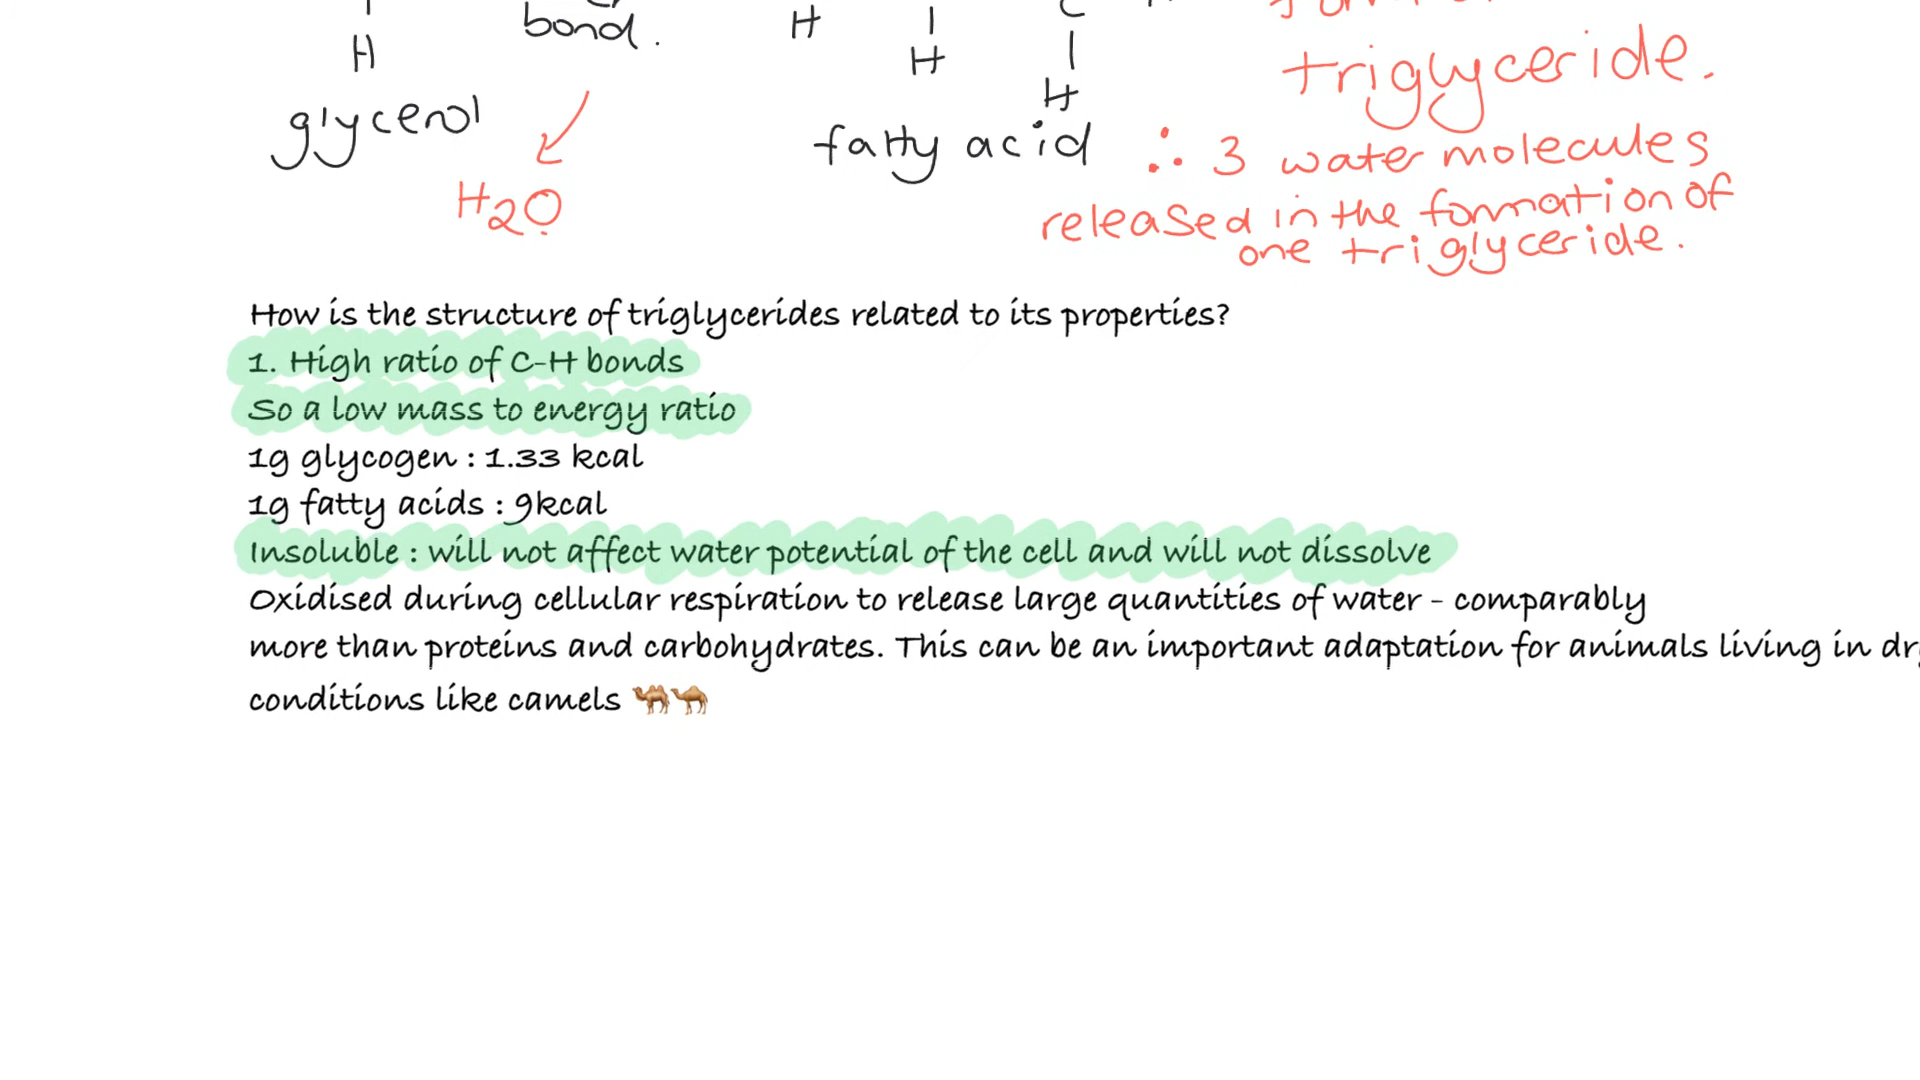 bond.
H
H
H
H
glycerol
fatty acid
H2O
triglyceride.
∴ 3 water molecules
released in the formation of
one triglyceride.
How is the structure of triglycerides related to its properties?
1. High ratio of C-H bonds
So a low mass to energy ratio
1g glycogen : 1.33 kcal
1g fatty acids : 9kcal
Insoluble : will not affect water potential of the cell and will not dissolve
Oxidised during cellular respiration to release large quantities of water - comparably
more than proteins and carbohydrates. This can be an important adaptation for animals living in
conditions like camels 🐫🐪